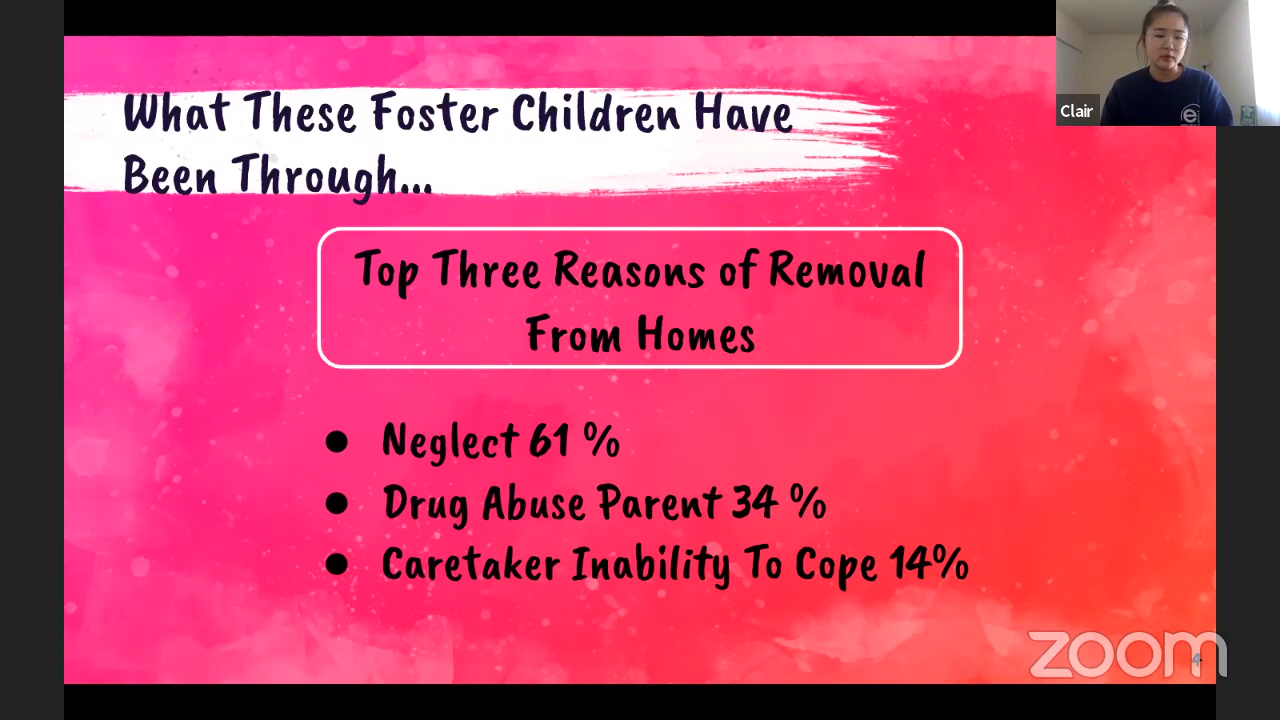 What These Foster Children Have
Been Through...
Clair
e
Top Three Reasons of Removal
From Homes
● Neglect 61 %
● Drug Abuse Parent 34 %
● Caretaker Inability To Cope 14%
zoom
4